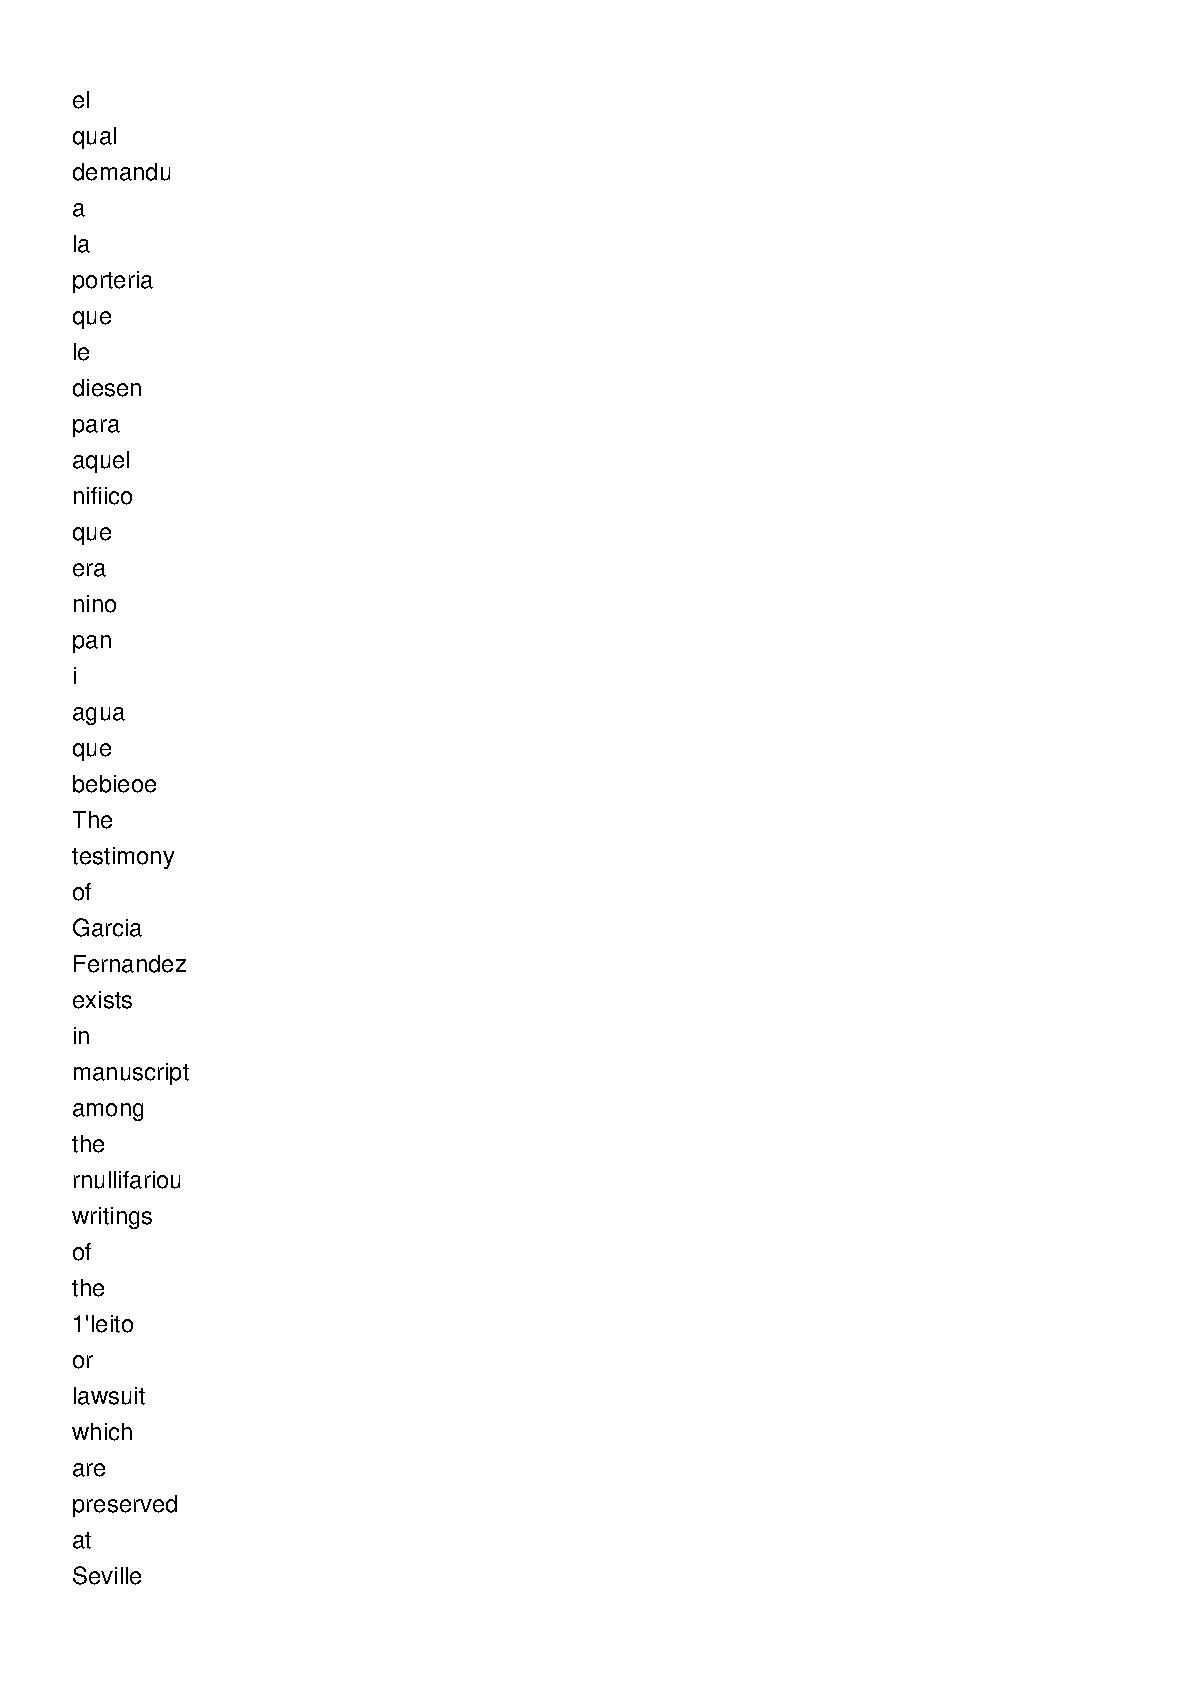 el
qual
demandu
a
la
porteria
que
le
diesen
para
aquel
nifiico
que
era
nino
pan
i
agua
que
bebieoe
The
testimony
of
Garcia
Fernandez
exists
in
manuscript
among
the
rnullifariou
writings
of
the
1'leito
or
lawsuit
which
are
preserved
at
Seville